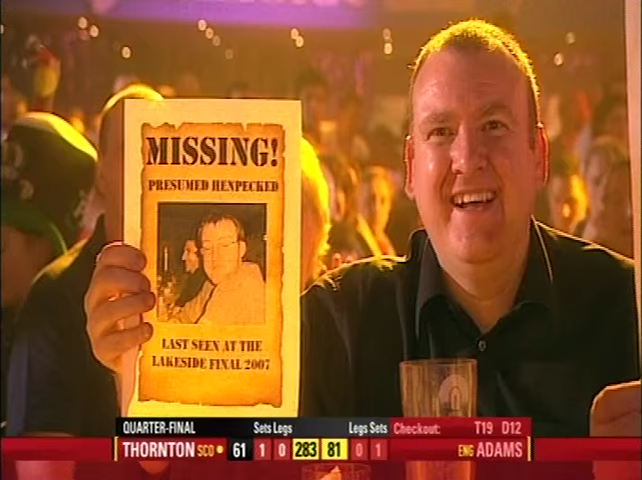 MISSING!
PRESUMED HENPECKED
LAST SEEN AT THE
LAKESIDE FINAL 2007
QUARTER-FINAL Sets Legs Legs Sets Checkout: T19 D12
THORNTON SCO 61 1 0 283 81 0 1 ENG ADAMS